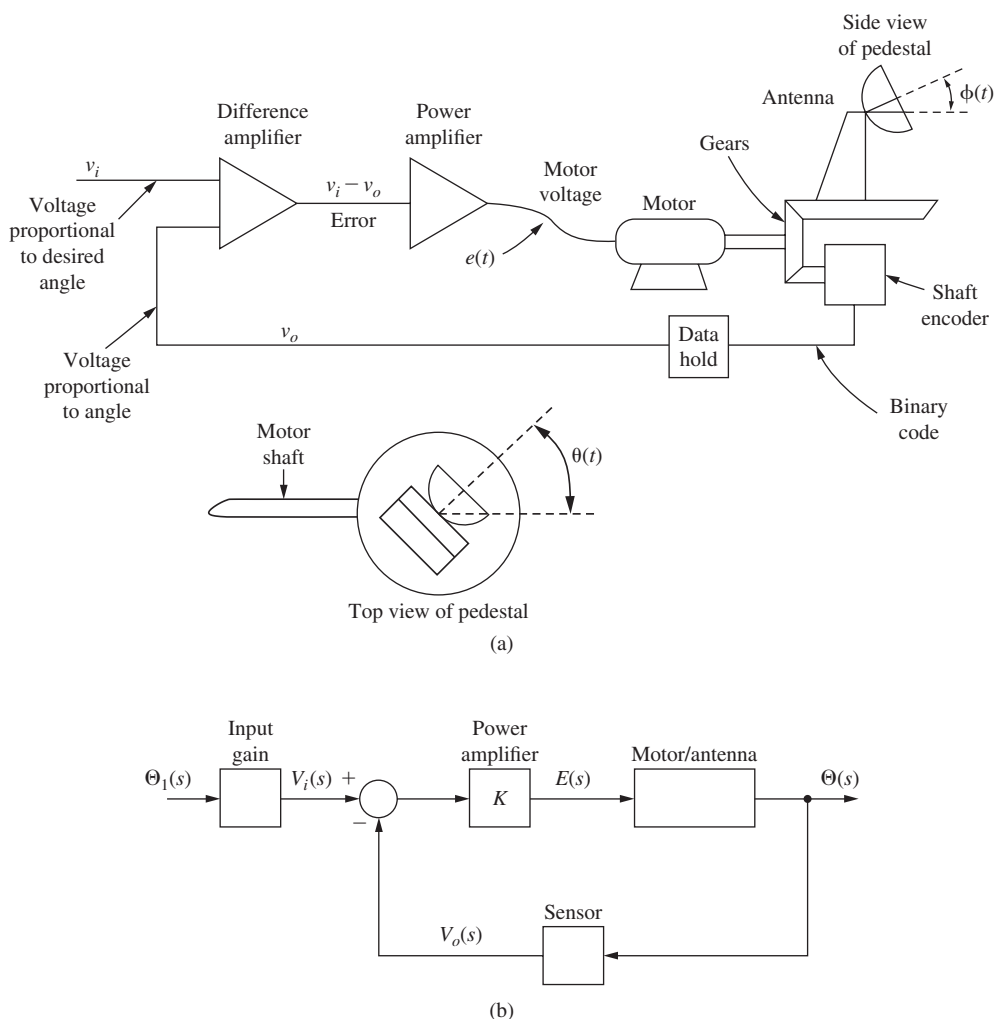 Side view
of pedestal
Antenna
ϕ(t)
Difference
amplifier
Power
amplifier
Gears
v_i
Motor
voltage
Motor
v_i – v_o
Error
Voltage
proportional
to desired
angle
e(t)
Shaft
encoder
v_o
Data
hold
Voltage
proportional
to angle
Binary
code
Motor
shaft
θ(t)
Top view of pedestal
(a)
Input
gain
Power
amplifier
Motor/antenna
Θ₁(s)
V_i(s)
+
−
K
E(s)
Θ(s)
Sensor
V_o(s)
(b)